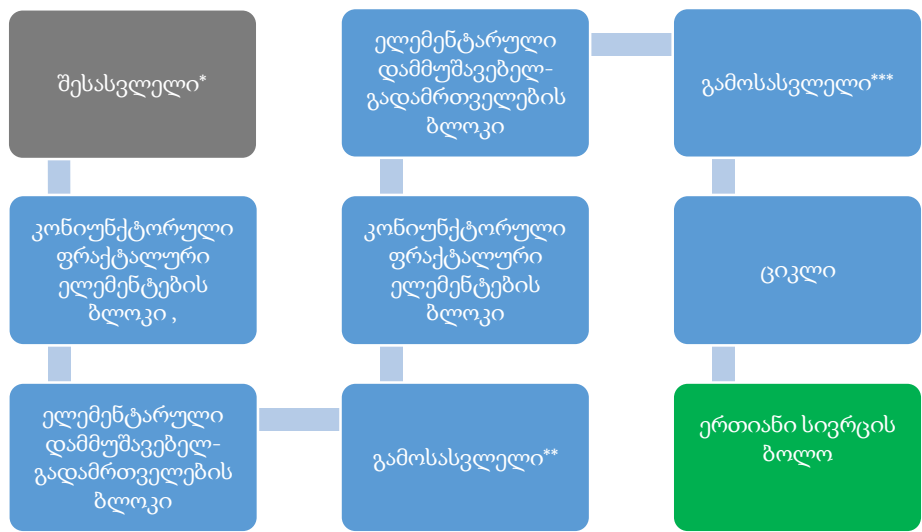 შესასვლელი*
კონიუნქტორული
ფრაქტალური
ელემენტების
ბლოკი ,
ელემენტარული
დამმუშავებელ-
გადამრთველების
ბლოკი
გამოსასვლელი**
კონიუნქტორული
ფრაქტალური
ელემენტების
ბლოკი
ელემენტარული
დამმუშავებელ-
გადამრთველების
ბლოკი
გამოსასვლელი***
ციკლი
ერთიანი სივრცის
ბოლო